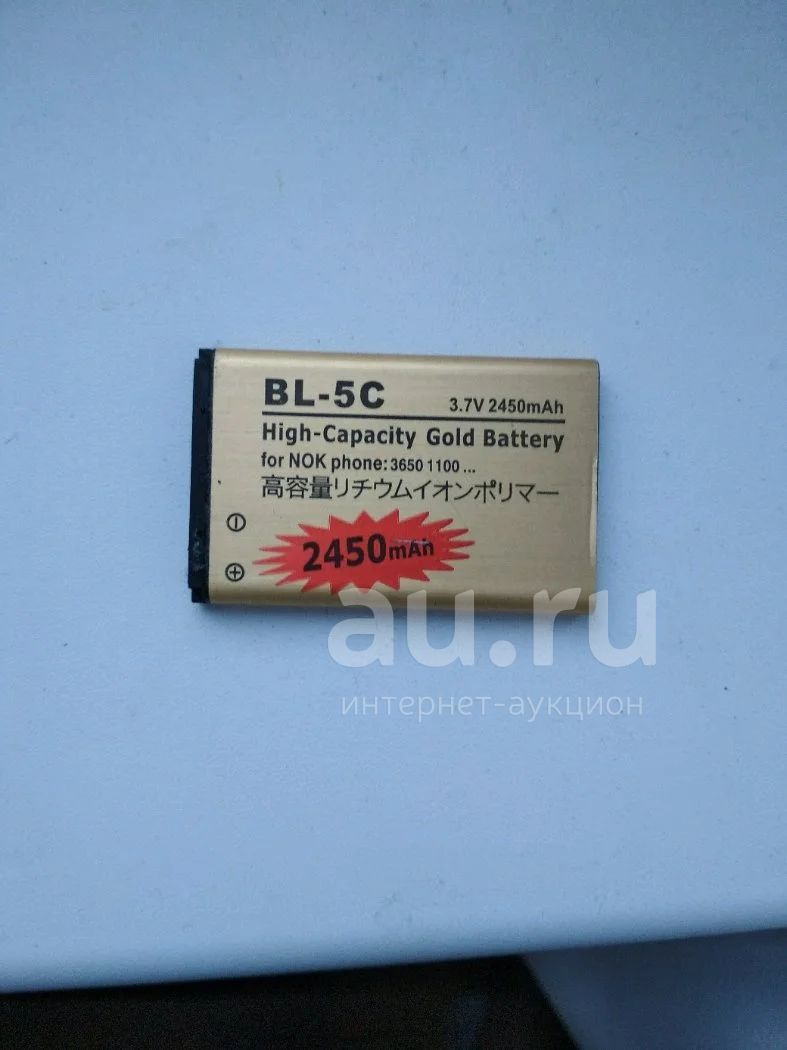 BL-5C
3.7V 2450mAh
High-Capacity Gold Battery
for NOK phone:3650 1100 ...
高容量リチウムイオンポリマー
2450mAh
au.ru
интернет-аукцион